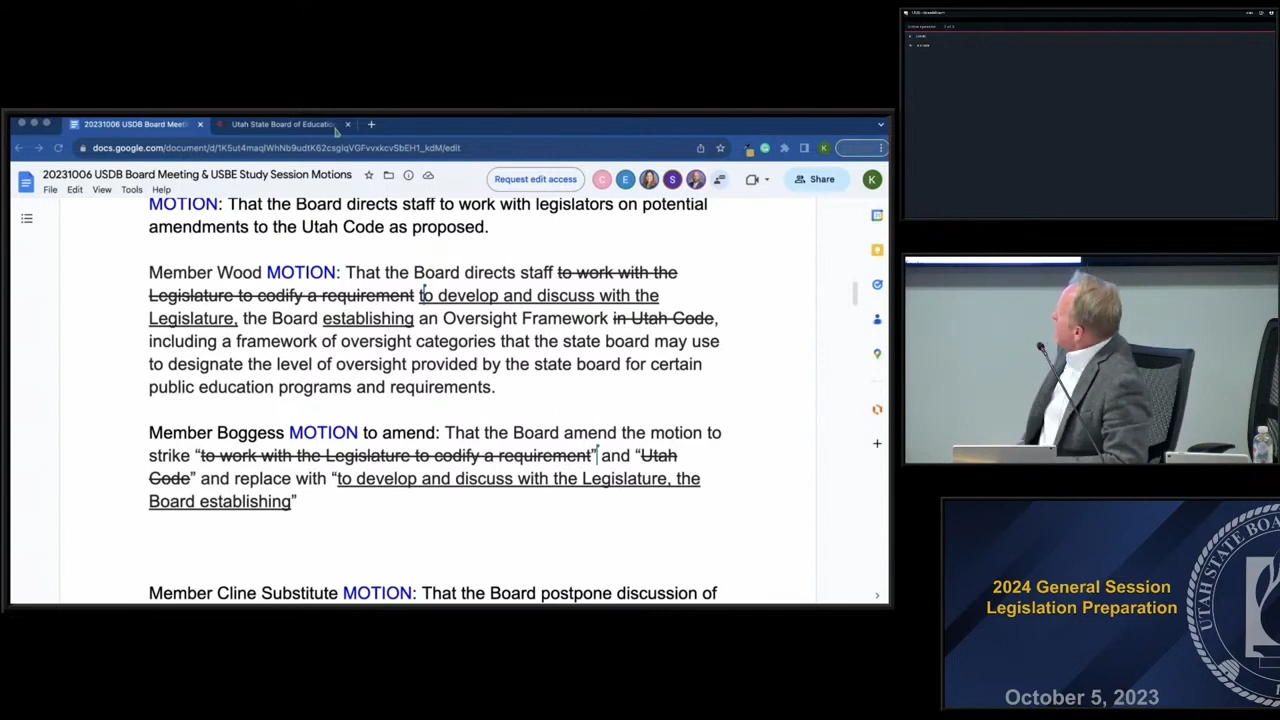 20231006 USDB Board Meeti
Utah State Board of Educatio
docs.google.com/document/d/1K5ut4maqIWhNb9udtK62csgIqVGFvvxkcvSbEH1_kdM/edit
20231006 USDB Board Meeting & USBE Study Session Motions
File Edit View Tools Help
Request edit access
C E S
Share
K
MOTION: That the Board directs staff to work with legislators on potential
amendments to the Utah Code as proposed.
Member Wood MOTION: That the Board directs staff to work with the
Legislature to codify a requirement to develop and discuss with the
Legislature, the Board establishing an Oversight Framework in Utah Code,
including a framework of oversight categories that the state board may use
to designate the level of oversight provided by the state board for certain
public education programs and requirements.
Member Boggess MOTION to amend: That the Board amend the motion to
strike “to work with the Legislature to codify a requirement” and “Utah
Code” and replace with “to develop and discuss with the Legislature, the
Board establishing”
Member Cline Substitute MOTION: That the Board postpone discussion of
2024 General Session
Legislation Preparation
UTAH STATE BOA
October 5, 2023